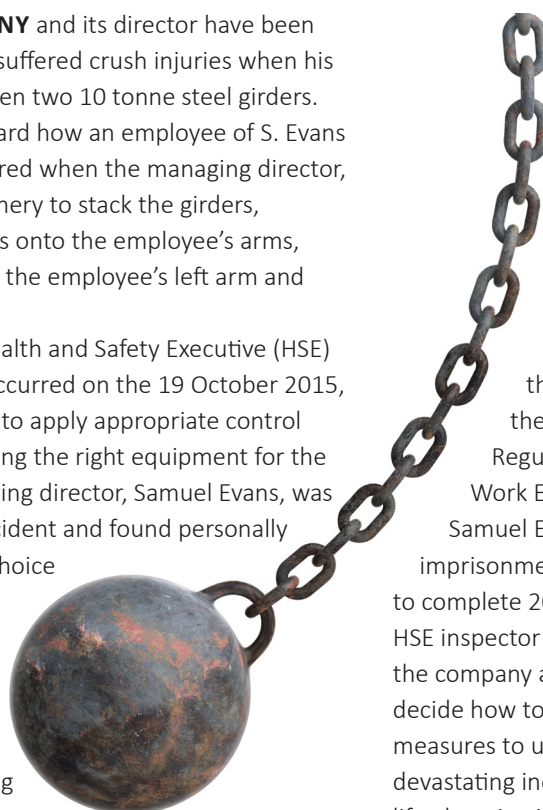 NY and its director have been
suffered crush injuries when his
en two 10 tonne steel girders.
ard how an employee of S. Evans
red when the managing director,
nery to stack the girders,
s onto the employee's arms,
the employee's left arm and
alth and Safety Executive (HSE)
ccurred on the 19 October 2015,
to apply appropriate control
ng the right equipment for the
ing director, Samuel Evans, was
cident and found personally
hoice
g
th
the
Regu
Work E
Samuel E
imprisonme
to complete 20
HSE inspector
the company a
decide how to
measures to u
devastating inc